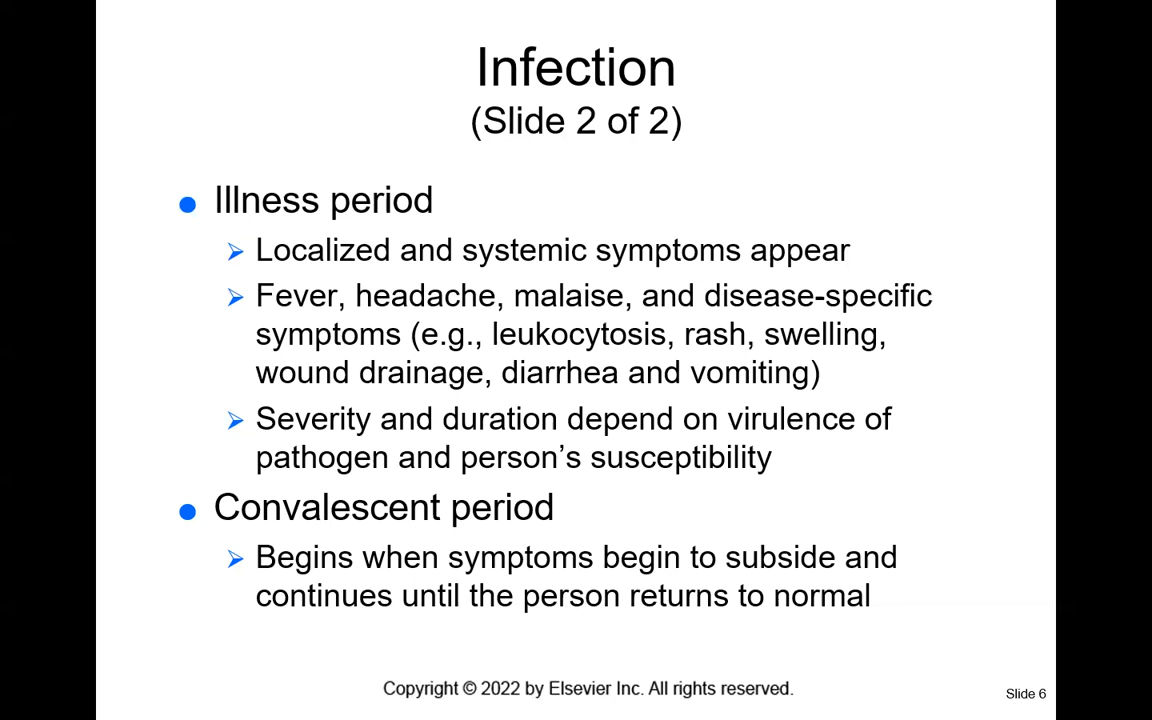 Infection
(Slide 2 of 2)
● Illness period
➢ Localized and systemic symptoms appear
➢ Fever, headache, malaise, and disease-specific
symptoms (e.g., leukocytosis, rash, swelling,
wound drainage, diarrhea and vomiting)
➢ Severity and duration depend on virulence of
pathogen and person’s susceptibility
● Convalescent period
➢ Begins when symptoms begin to subside and
continues until the person returns to normal
Copyright © 2022 by Elsevier Inc. All rights reserved.
Slide 6